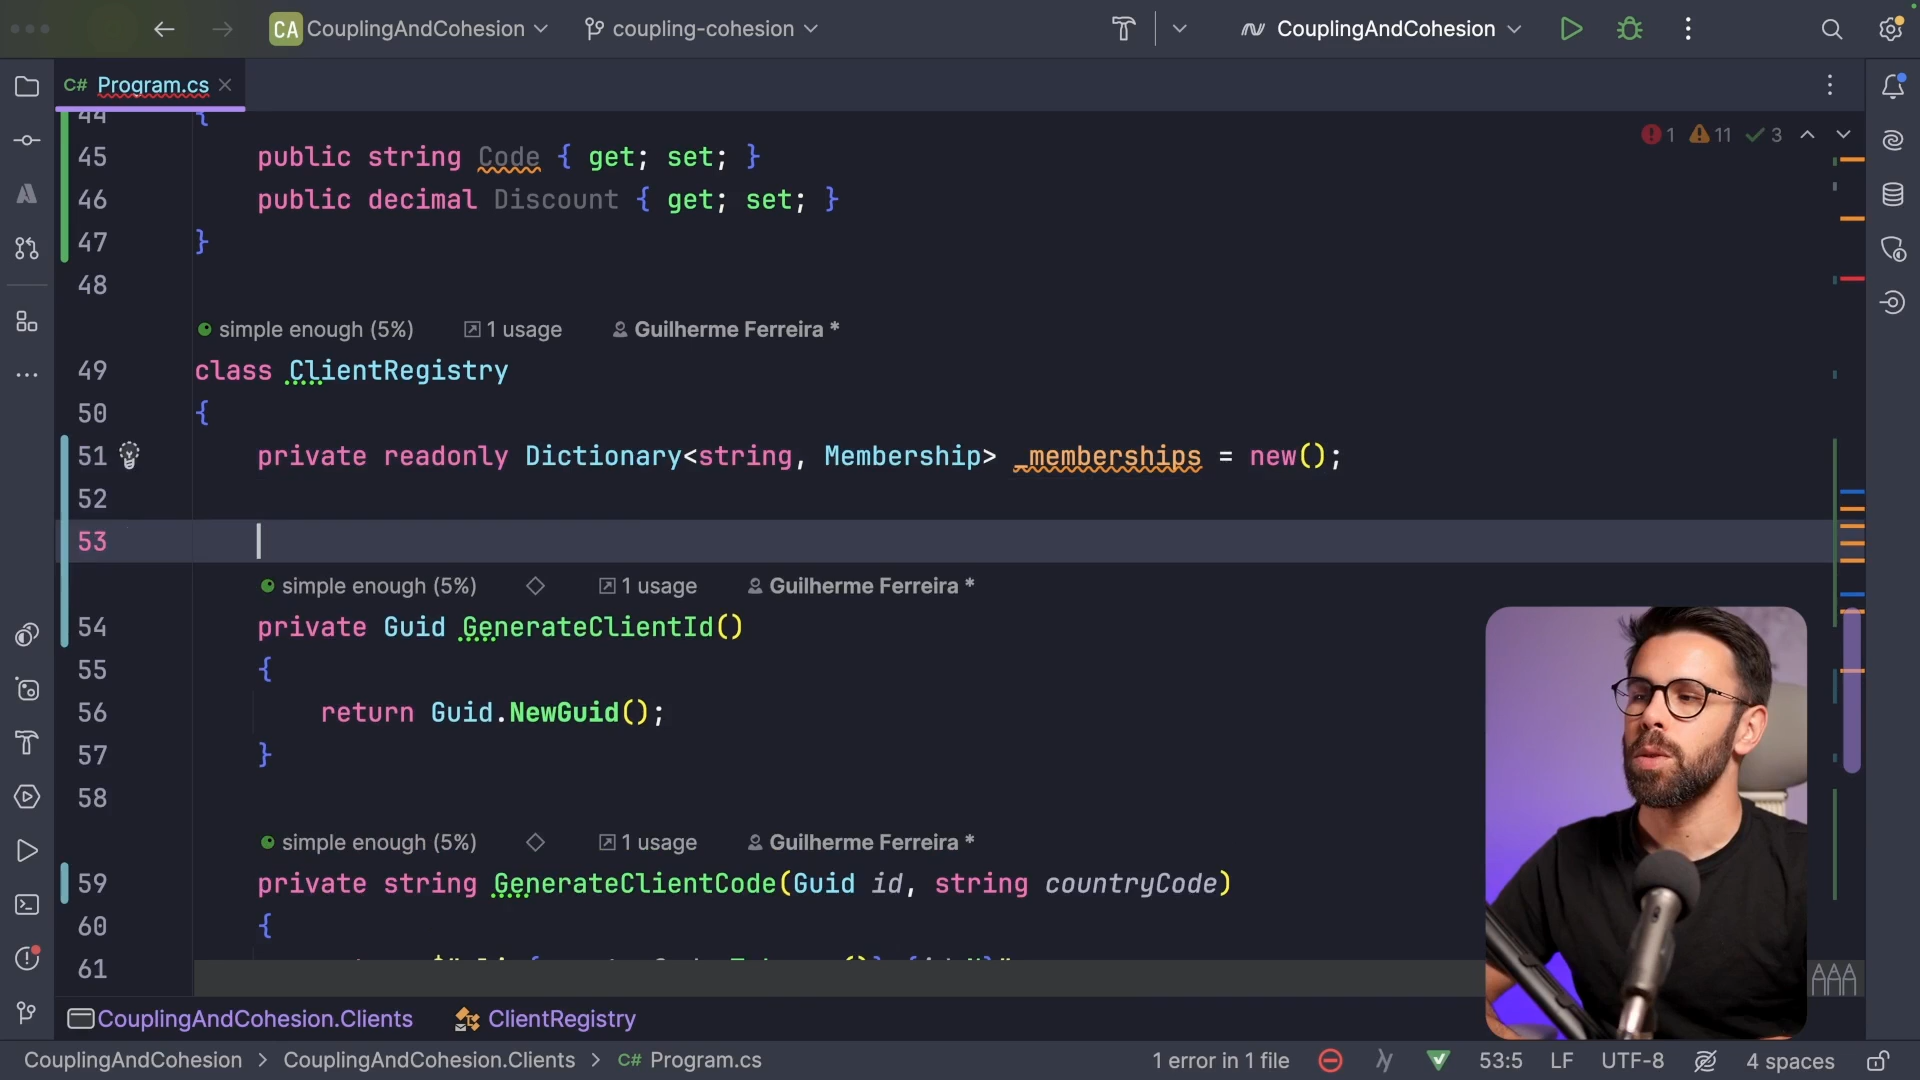 CA CouplingAndCohesion coupling-cohesion CouplingAndCohesion
C# Program.cs
44 {
1 11 3
45 public string Code { get; set; }
46 public decimal Discount { get; set; }
47 }
48
simple enough (5%) 1 usage Guilherme Ferreira *
49 class ClientRegistry
50 {
51 private readonly Dictionary<string, Membership> _memberships = new();
52
53
simple enough (5%) 1 usage Guilherme Ferreira *
54 private Guid GenerateClientId()
55 {
56 return Guid.NewGuid();
57 }
58
simple enough (5%) 1 usage Guilherme Ferreira *
59 private string GenerateClientCode(Guid id, string countryCode)
60 {
61
CouplingAndCohesion.Clients ClientRegistry
CouplingAndCohesion > CouplingAndCohesion.Clients > C# Program.cs 1 error in 1 file 53:5 LF UTF-8 4 spaces